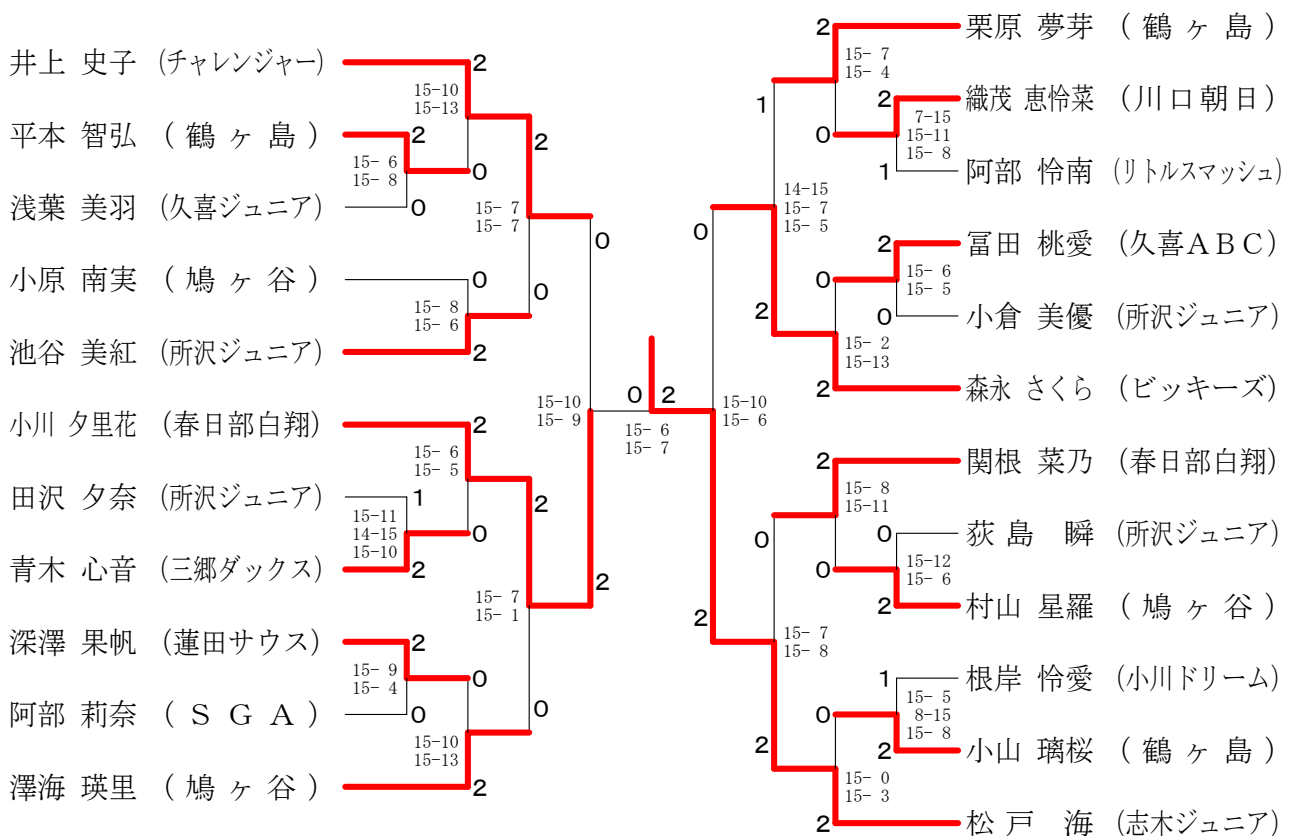 井上 史子 (チャレンジャー) 2
15-10
15-13
平本 智弘 (鶴ヶ島) 2
15- 6
15- 8
0
浅葉 美羽 (久喜ジュニア) 0
2
15- 7
15- 7
0
小原 南実 (鳩ヶ谷) 0
15- 8
15- 6
0
池谷 美紅 (所沢ジュニア) 2
小川 夕里花 (春日部白翔) 2
15-10
15- 9
15- 6
15- 5
田沢 夕奈 (所沢ジュニア) 1
15-11
14-15
15-10
2
0
青木 心音 (三郷ダックス) 2
15- 7
15- 1
2
深澤 果帆 (蓮田サウス) 2
15- 9
15- 4
0
阿部 莉奈 (SGA) 0
0
15-10
15-13
澤海 瑛里 (鳩ヶ谷) 2
0 2
15- 6
15- 7
2 栗原 夢芽 (鶴ヶ島)
15- 7
15- 4
1
2 織茂 恵怜菜 (川口朝日)
0
7-15
15-11
15- 8
1 阿部 怜南 (リトルスマッシュ)
14-15
15- 7
15- 5
0
2 冨田 桃愛 (久喜ABC)
0
15- 6
15- 5
2
0 小倉 美優 (所沢ジュニア)
15- 2
15-13
2 森永 さくら (ビッキーズ)
15-10
15- 6
2 関根 菜乃 (春日部白翔)
15- 8
15-11
0
0 荻島 瞬 (所沢ジュニア)
15-12
15- 6
0
2 村山 星羅 (鳩ヶ谷)
2
15- 7
15- 8
1 根岸 怜愛 (小川ドリーム)
0
15- 5
8-15
15- 8
2
2 小山 璃桜 (鶴ヶ島)
15- 0
15- 3
2 松戸 海 (志木ジュニア)